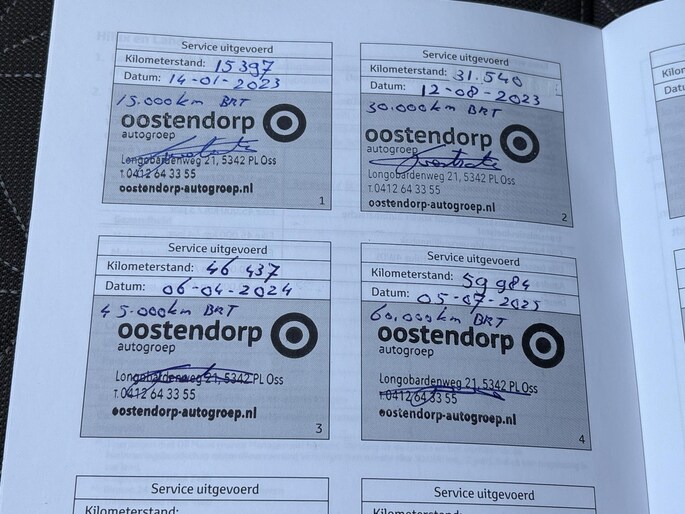 Service uitgevoerd
Kilometerstand: 15397
Datum: 14-01-2023
15.000km BRT
oostendorp
autogroep
Longobardenweg 21, 5342 PL Oss
T.0412 64 33 55
oostendorp-autogroep.nl
1
Service uitgevoerd
Kilometerstand: 31.540
Datum: 12-08-2023
30.000km BRT
oostendorp
autogroep
Longobardenweg 21, 5342 PL Oss
T.0412 64 33 55
oostendorp-autogroep.nl
2
Service uitgevoerd
Kilometerstand: 46 437
Datum: 06-04-2024
45.000km BRT
oostendorp
autogroep
Longobardenweg 21, 5342 PL Oss
T.0412 64 33 55
oostendorp-autogroep.nl
3
Service uitgevoerd
Kilometerstand: 59 984
Datum: 05-07-2025
60.000km BRT
oostendorp
autogroep
Longobardenweg 21, 5342 PL Oss
T.0412 64 33 55
oostendorp-autogroep.nl
4
Service uitgevoerd
Kilometerstand:
Service uitgevoerd
Kilometerstand: